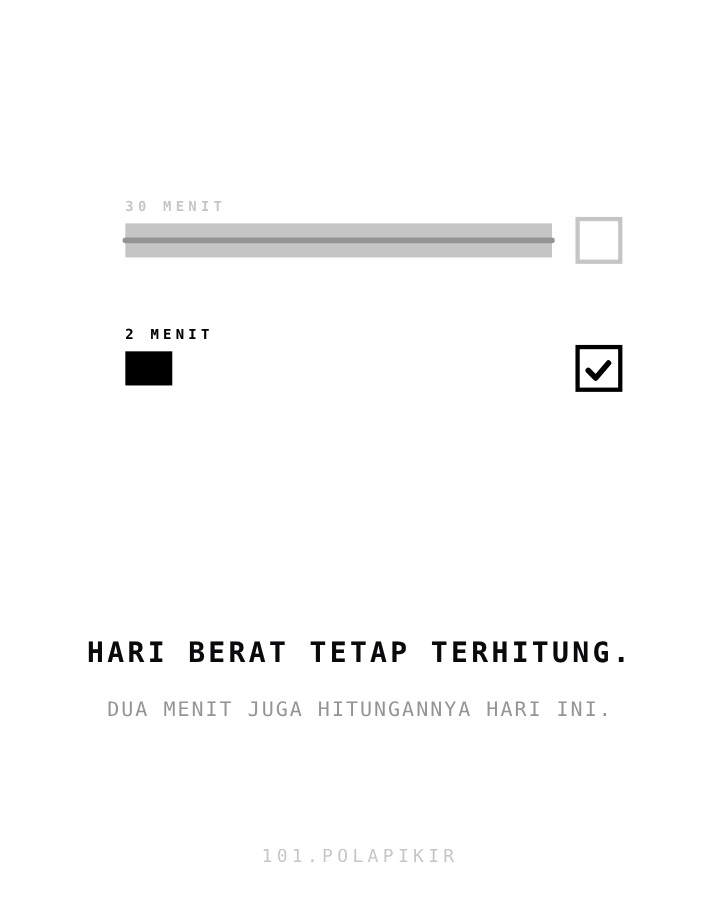 30 MENIT
2 MENIT
HARI BERAT TETAP TERHITUNG.
DUA MENIT JUGA HITUNGANNYA HARI INI.
101.POLAPIKIR